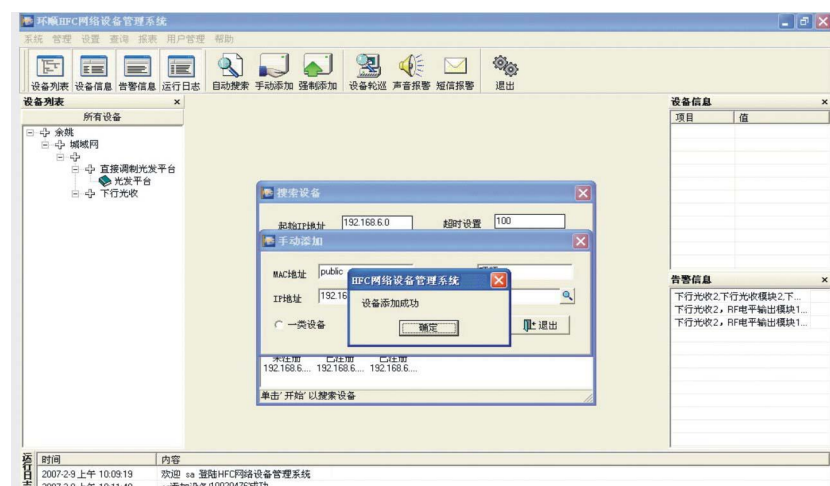 环顺HFC网络设备管理系统
系统 管理 设置 查询 报表 用户管理 帮助
设备列表 设备信息 告警信息 运行日志 自动搜索 手动添加 强制添加 设备轮巡 声音报警 短信报警 退出
设备列表 ×
所有设备
余姚
城域网
直接调制光发平台
光发平台
下行光收
搜索设备
起始IP地址 192.168.6.0 超时设置 100
手动添加
MAC地址 public
IP地址 192.16
一类设备 退出
HFC网络设备管理系统
设备添加成功
确定
未注册 已注册 已注册
192.168.6.... 192.168.6.... 192.168.6....
单击'开始'以搜索设备
设备信息 ×
项目 值
告警信息 ×
下行光收2,下行光收模块2,下...
下行光收2，RF电平输出模块1...
下行光收2，RF电平输出模块1...
运行日
时间 内容
2007-2-9 上午 10:09:19 欢迎 sa 登陆HFC网络设备管理系统